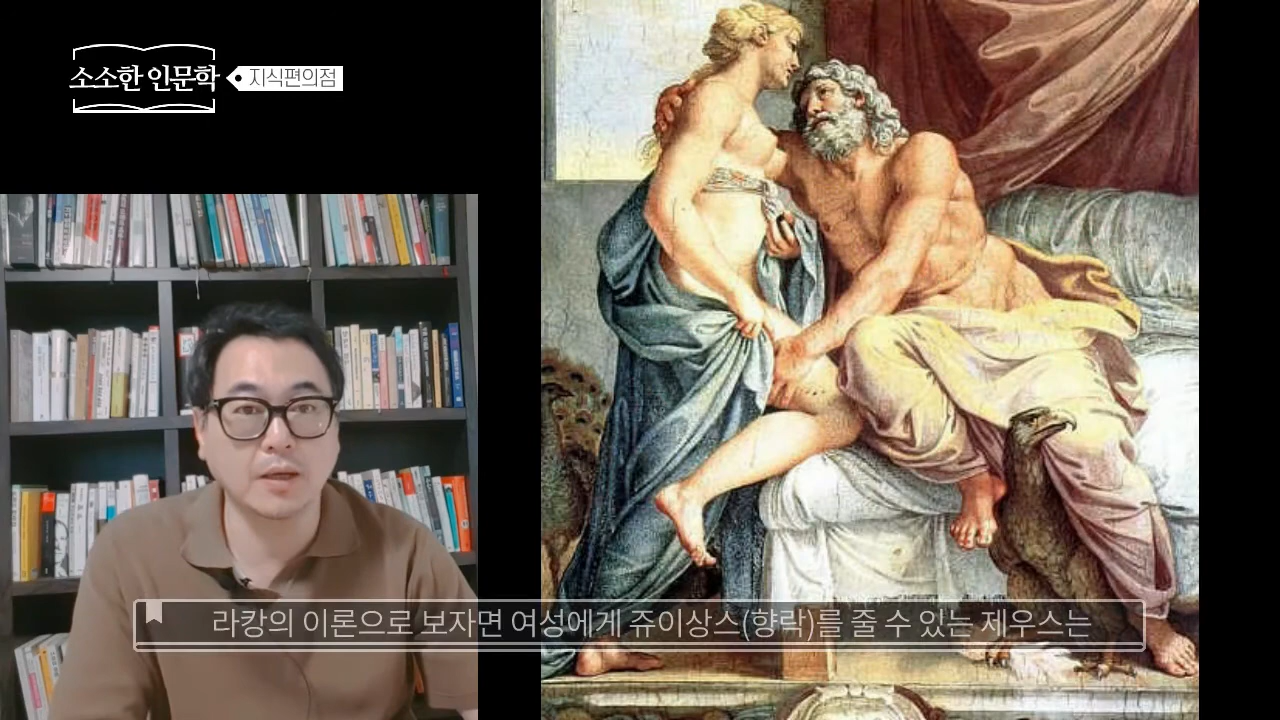 소소한 인문학
지식편의점
라캉의 이론으로 보자면 여성에게 쥬이상스(향락)를 줄 수 있는 제우스는